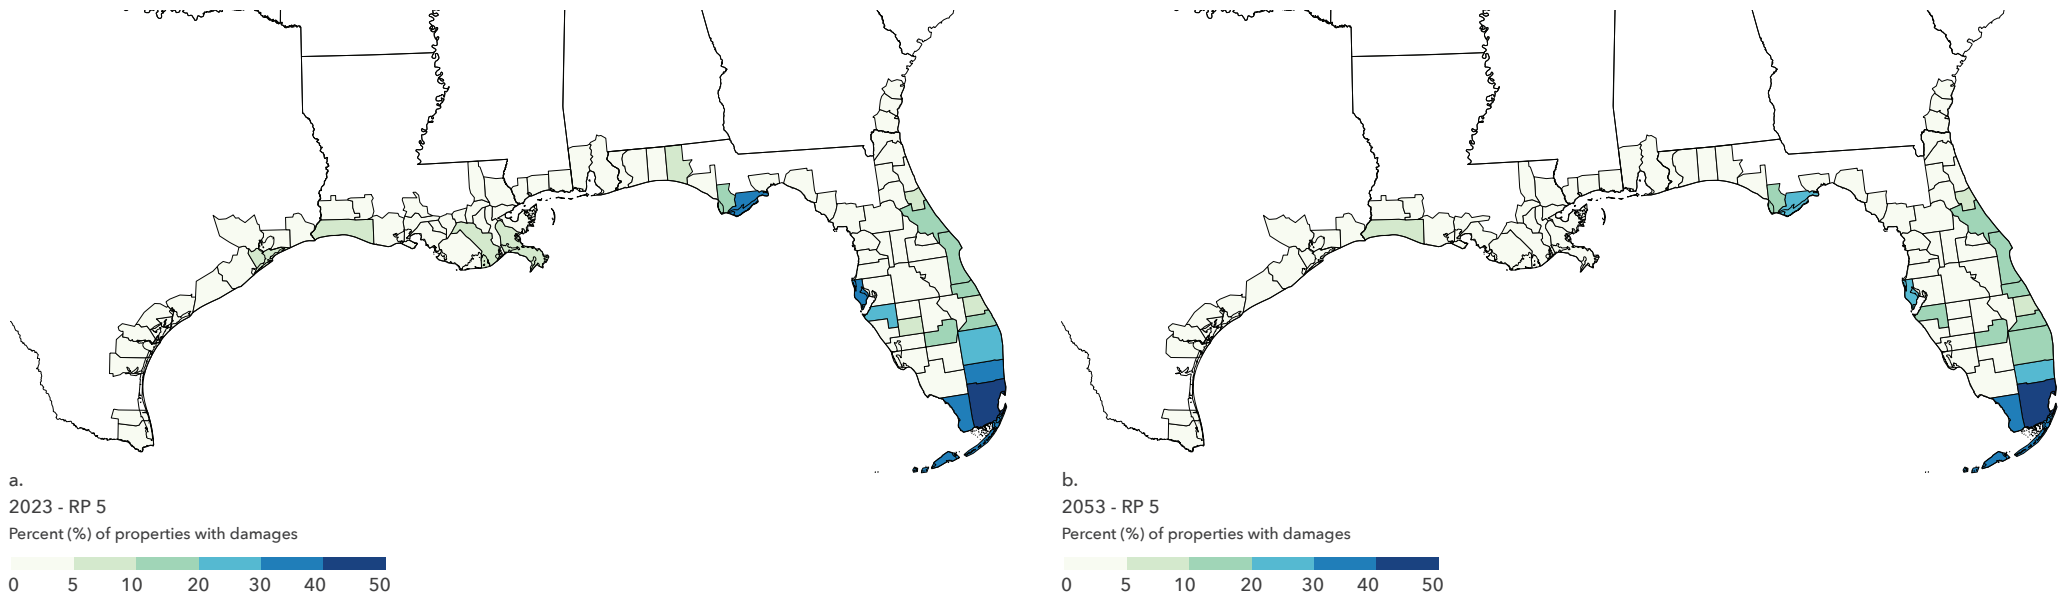 a.
2023 - RP 5
Percent (%) of properties with damages
0 5 10 20 30 40 50
b.
2053 - RP 5
Percent (%) of properties with damages
0 5 10 20 30 40 50